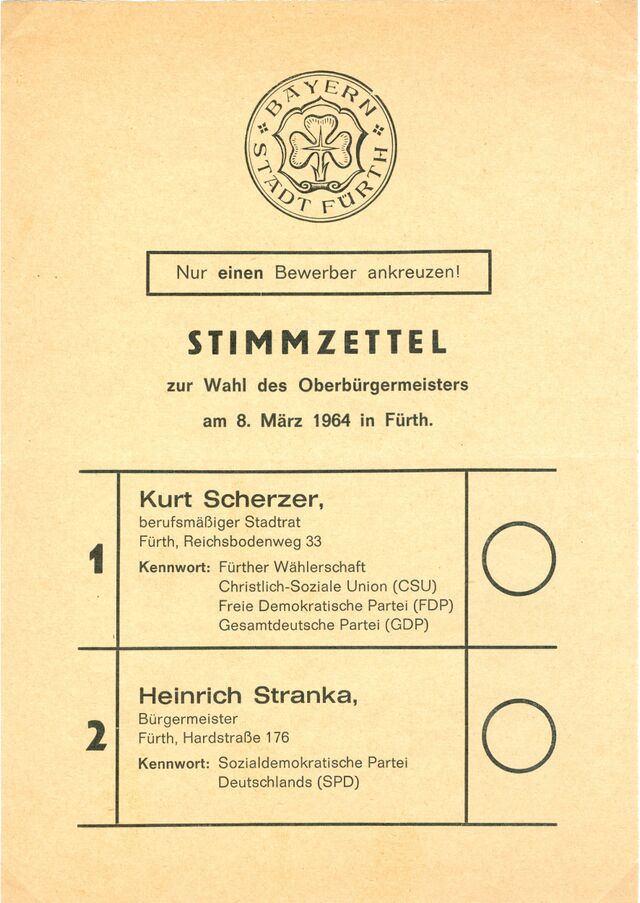 BAYERN
STADT FÜRTH
Nur einen Bewerber ankreuzen!
STIMMZETTEL
zur Wahl des Oberbürgermeisters
am 8. März 1964 in Fürth.
1
Kurt Scherzer,
berufsmäßiger Stadtrat
Fürth, Reichsbodenweg 33
Kennwort: Fürther Wählerschaft
Christlich-Soziale Union (CSU)
Freie Demokratische Partei (FDP)
Gesamtdeutsche Partei (GDP)
2
Heinrich Stranka,
Bürgermeister
Fürth, Hardstraße 176
Kennwort: Sozialdemokratische Partei
Deutschlands (SPD)